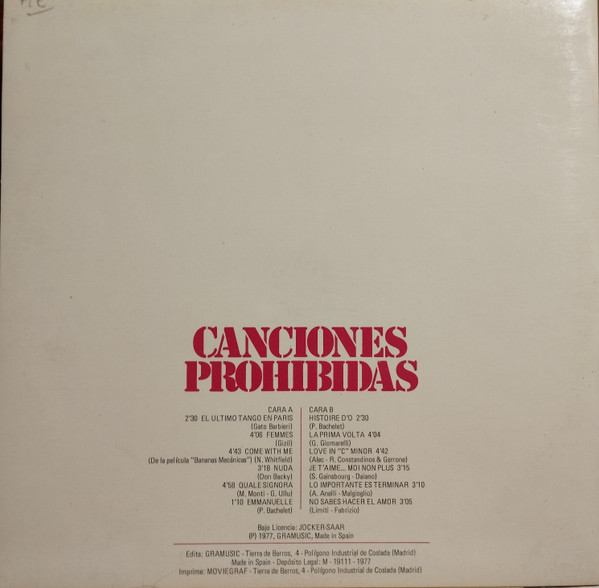 CANCIONES
PROHIBIDAS
CARA A
2'30 EL ULTIMO TANGO EN PARIS
(Gato Barbieri)
4'06 FEMMES
(Gizil)
4'43 COME WITH ME
(De la película "Bananas Mecánicas") (N. Whitfield)
3'18 NUDA
(Don Backy)
4'58 QUALE SIGNORA
(M. Monti - G. Ullu)
1'10 EMMANUELLE
(P. Bachelet)
CARA B
HISTOIRE D'O 2'30
(P. Bachelet)
LA PRIMA VOLTA 4'04
(G. Giomarelli)
LOVE IN "C" MINOR 4'42
(Alec - R. Constandinos & Gerrone)
JE T'AIME... MOI NON PLUS 3'15
(S. Gainsbourg - Daiano)
LO IMPORTANTE ES TERMINAR 3'10
(A. Anelli - Malgioglio)
NO SABES HACER EL AMOR 3'05
(Limiti - Fabrizio)
Bajo Licencia: JOCKER-SAAR
(P) 1977, GRAMUSIC, Made in Spain
Edita: GRAMUSIC - Tierra de Barros, 4 - Polígono Industrial de Coslada (Madrid)
Made in Spain - Depósito Legal: M - 19111 - 1977
Imprime: MOVIEGRAF - Tierra de Barros, 4 - Polígono Industrial de Coslada (Madrid)